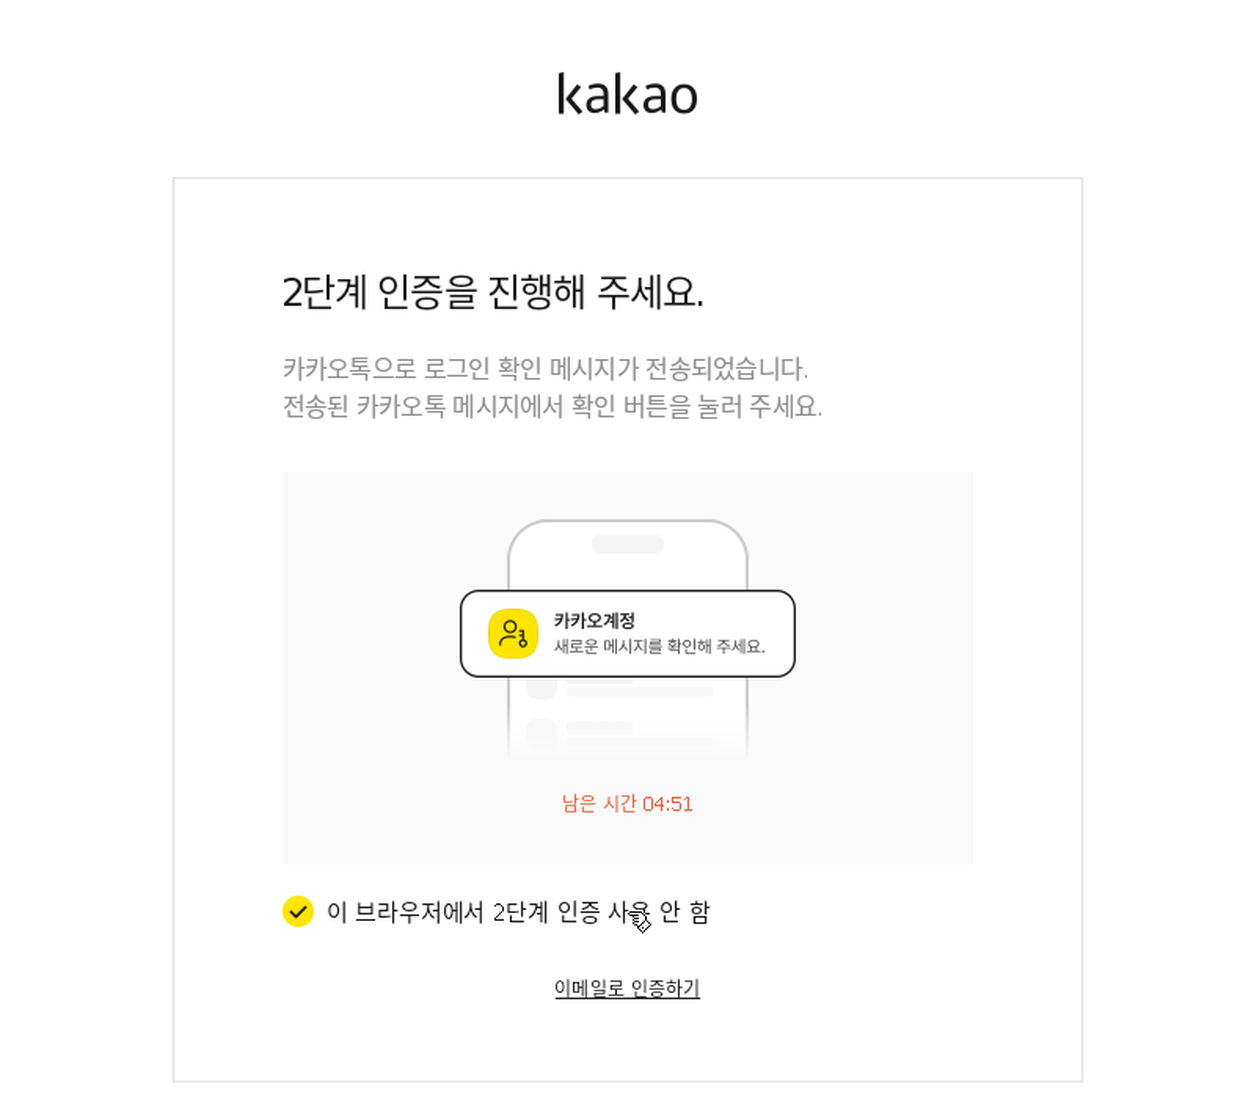 kakao
2단계 인증을 진행해 주세요.
카카오톡으로 로그인 확인 메시지가 전송되었습니다.
전송된 카카오톡 메시지에서 확인 버튼을 눌러 주세요.
카카오계정
새로운 메시지를 확인해 주세요.
남은 시간 04:51
이 브라우저에서 2단계 인증 사용 안 함
이메일로 인증하기